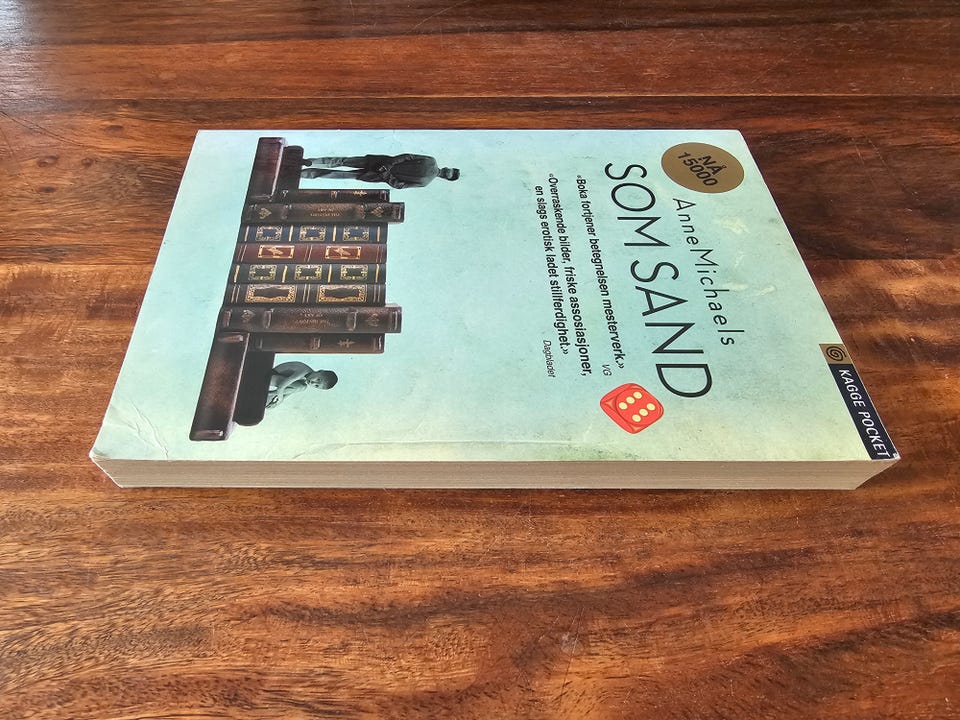 NÅ
15000
Anne Michaels
SOM SAND
«Boka fortjener betegnelsen mesterverk.»
VG
«Overraskende bilder, friske assosiasjoner,
en slags erotisk ladet stillferdighet.»
Dagbladet
KAGGE POCKET